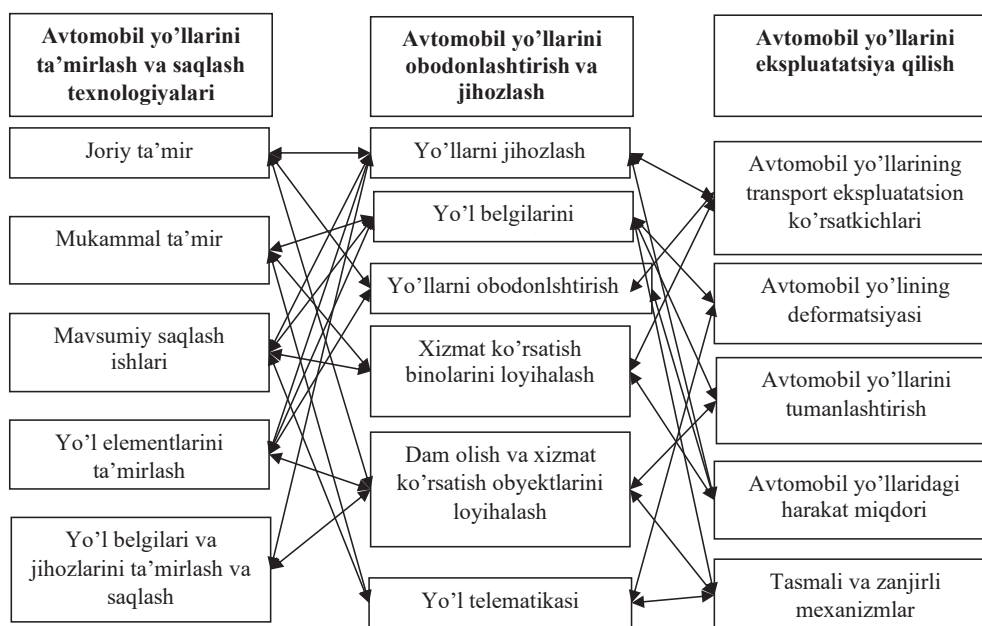 Avtomobil yo’llarini
ta’mirlash va saqlash
texnologiyalari
Joriy ta’mir
Mukammal ta’mir
Mavsumiy saqlash
ishlari
Yo’l elementlarini
ta’mirlash
Yo’l belgilari va
jihozlarini ta’mirlash va
saqlash
Avtomobil yo’llarini
obodonlashtirish va
jihozlash
Yo’llarni jihozlash
Yo’l belgilarini
Yo’llarni obodonlshtirish
Xizmat ko’rsatish
binolarini loyihalash
Dam olish va xizmat
ko’rsatish obyektlarini
loyihalash
Yo’l telematikasi
Avtomobil yo’llarini
ekspluatatsiya qilish
Avtomobil yo’llarining
transport ekspluatatsion
ko’rsatkichlari
Avtomobil yo’lining
deformatsiyasi
Avtomobil yo’llarini
tumanlashtirish
Avtomobil yo’llaridagi
harakat miqdori
Tasmali va zanjirli
mexanizmlar